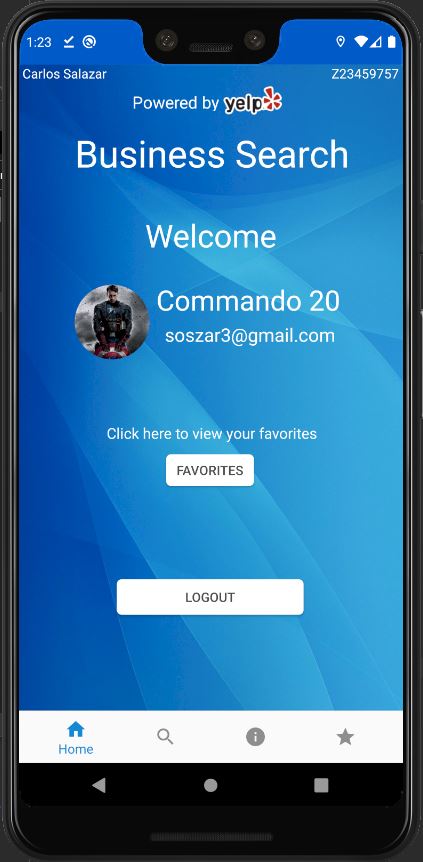 1:23
Carlos Salazar Z23459757
Powered by yelp
Business Search
Welcome
Commando 20
soszar3@gmail.com
Click here to view your favorites
FAVORITES
LOGOUT
Home